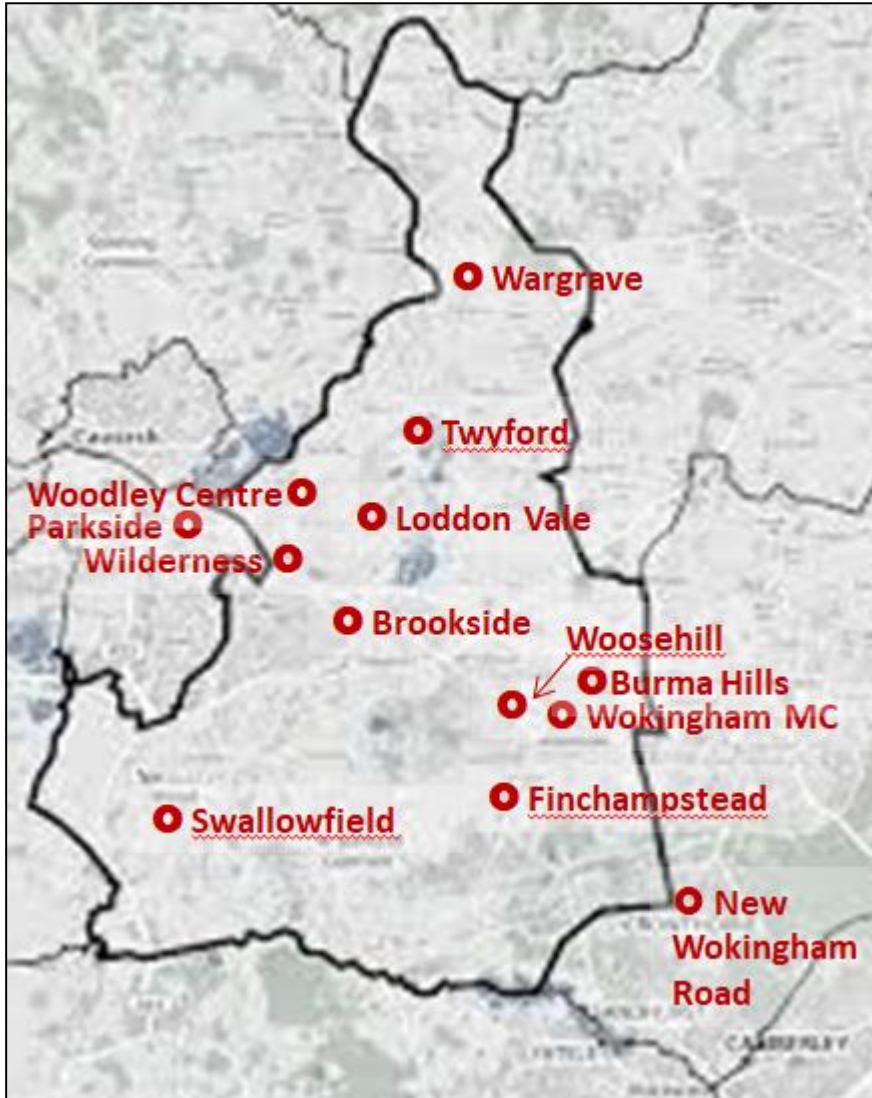 Wargrave
Twyford
Woodley Centre
Loddon Vale
Parkside
Wilderness
Brookside
Woosehill
Burma Hills
Wokingham MC
Finchampstead
Swallowfield
New
Wokingham
Road
CAMBERLEY